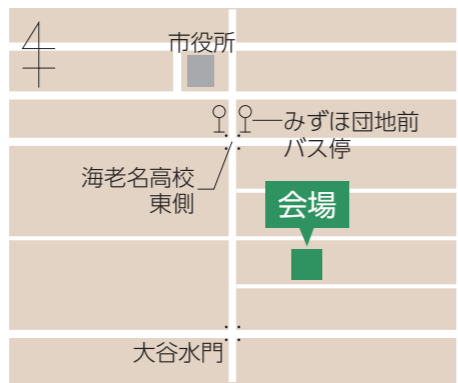 市役所
みずほ団地前
バス停
海老名高校
東側
会場
大谷水門